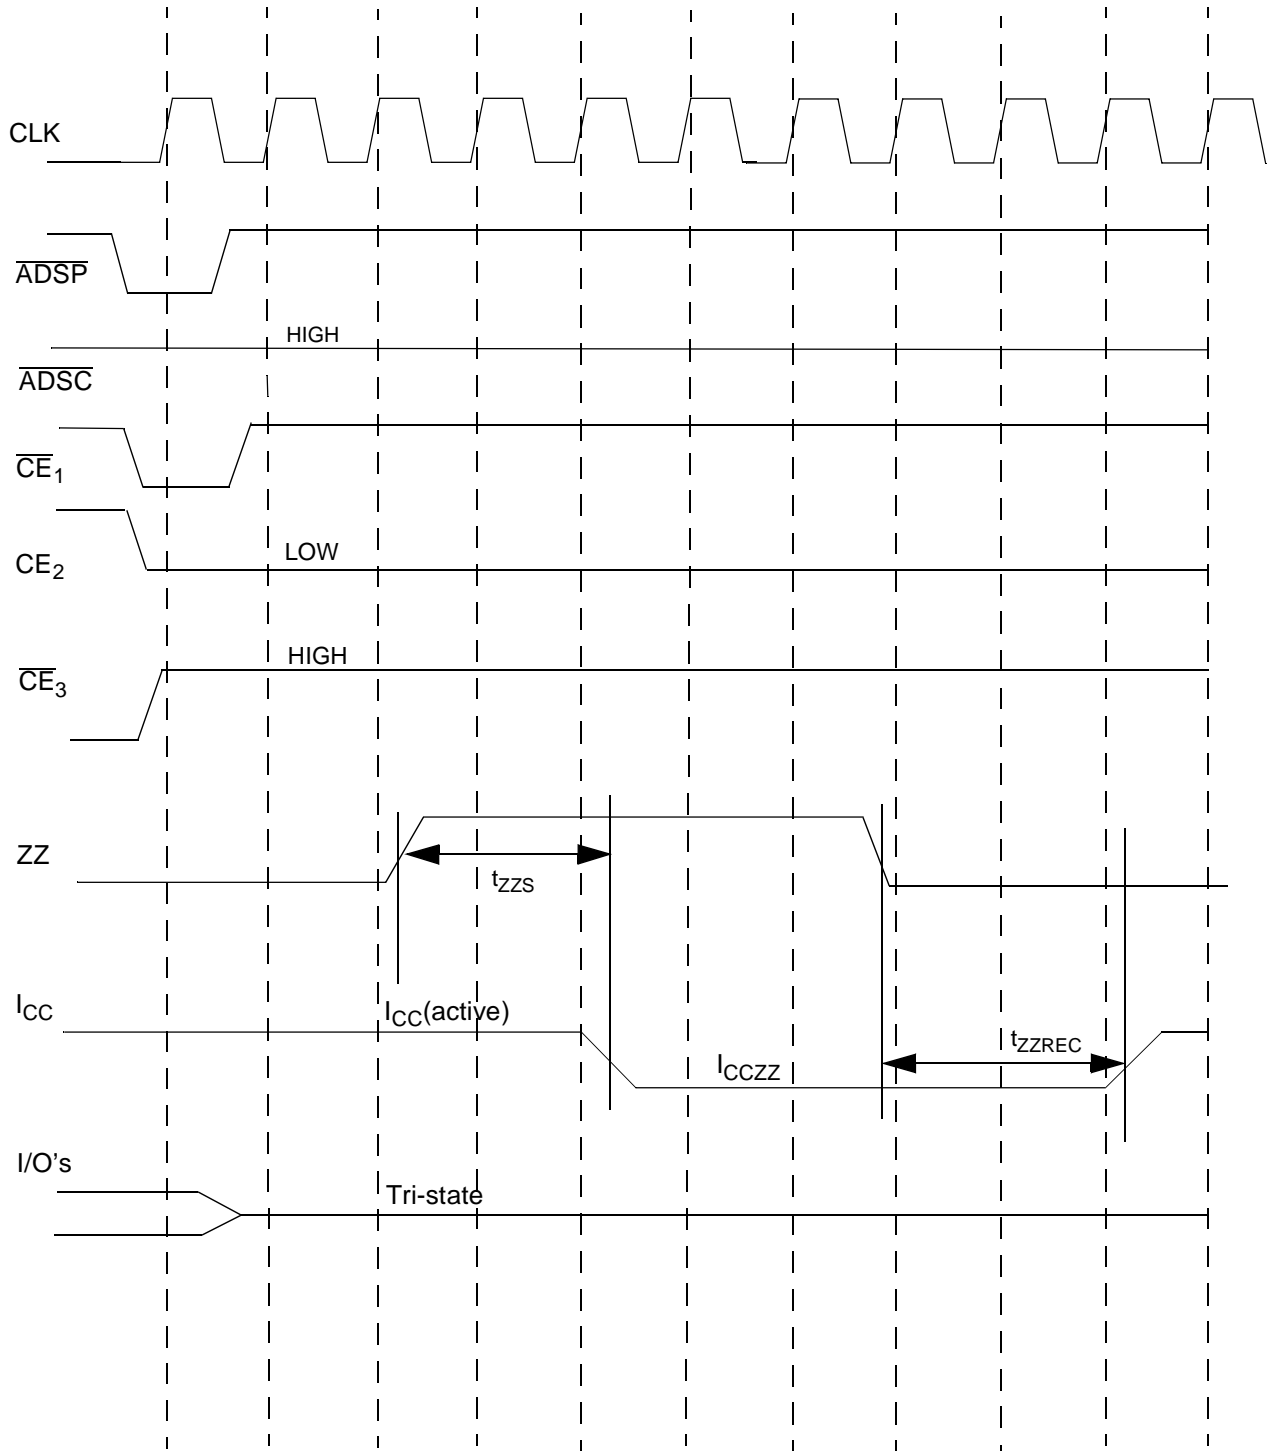 CLK
ADSP
HIGH
ADSC
CE1
LOW
CE2
HIGH
CE3
ZZ
tZZS
ICC
ICC(active)
tZZREC
ICCZZ
I/O's
Tri-state